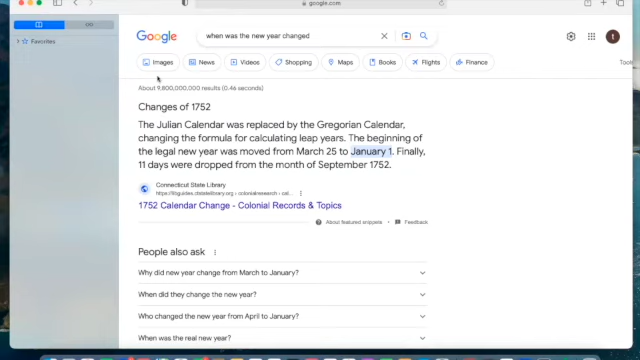 google.com
Favorites
Google
when was the new year changed
t
Images
News
Videos
Shopping
Maps
Books
Flights
Finance
Tools
About 9,800,000,000 results (0.46 seconds)
Changes of 1752
The Julian Calendar was replaced by the Gregorian Calendar,
changing the formula for calculating leap years. The beginning of
the legal new year was moved from March 25 to January 1. Finally,
11 days were dropped from the month of September 1752.
Connecticut State Library
https://libguides.ctstatelibrary.org › colonialresearch › cal...
1752 Calendar Change - Colonial Records & Topics
About featured snippets
Feedback
People also ask
Why did new year change from March to January?
When did they change the new year?
Who changed the new year from April to January?
When was the real new year?